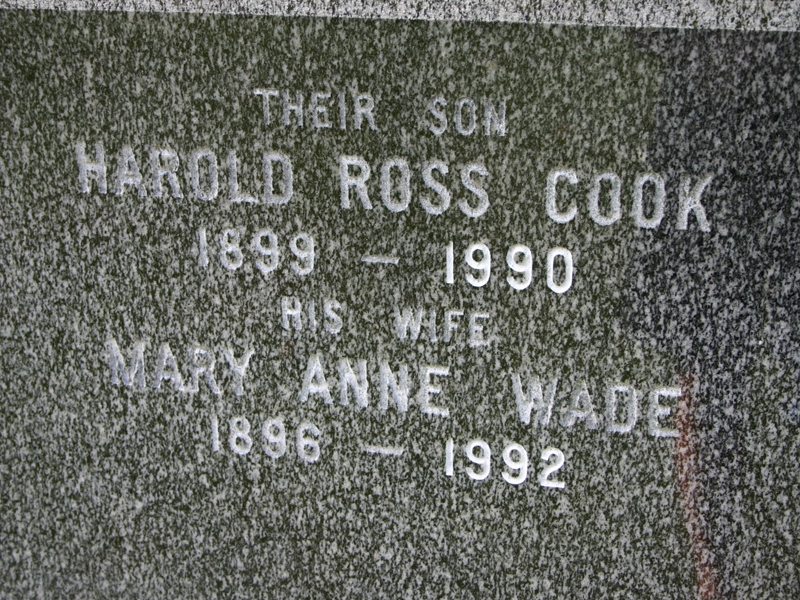 THEIR SON
HAROLD ROSS COOK
1899 — 1990
HIS WIFE
MARY ANNE WADE
1896 — 1992